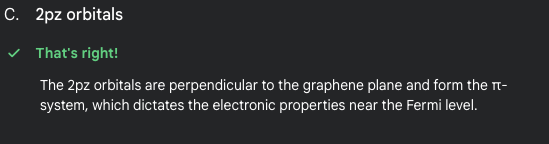 C. 2pz orbitals
That's right!
The 2pz orbitals are perpendicular to the graphene plane and form the π-
system, which dictates the electronic properties near the Fermi level.